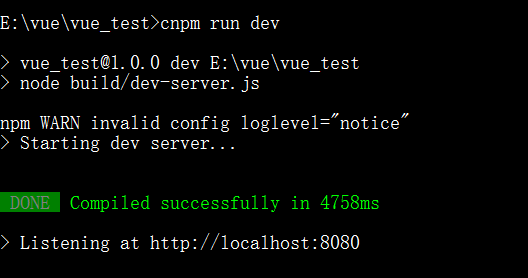 E:\vue\vue_test>cnpm run dev
> vue_test@1.0.0 dev E:\vue\vue_test
> node build/dev-server.js
npm WARN invalid config loglevel="notice"
> Starting dev server...
DONE Compiled successfully in 4758ms
> Listening at http://localhost:8080